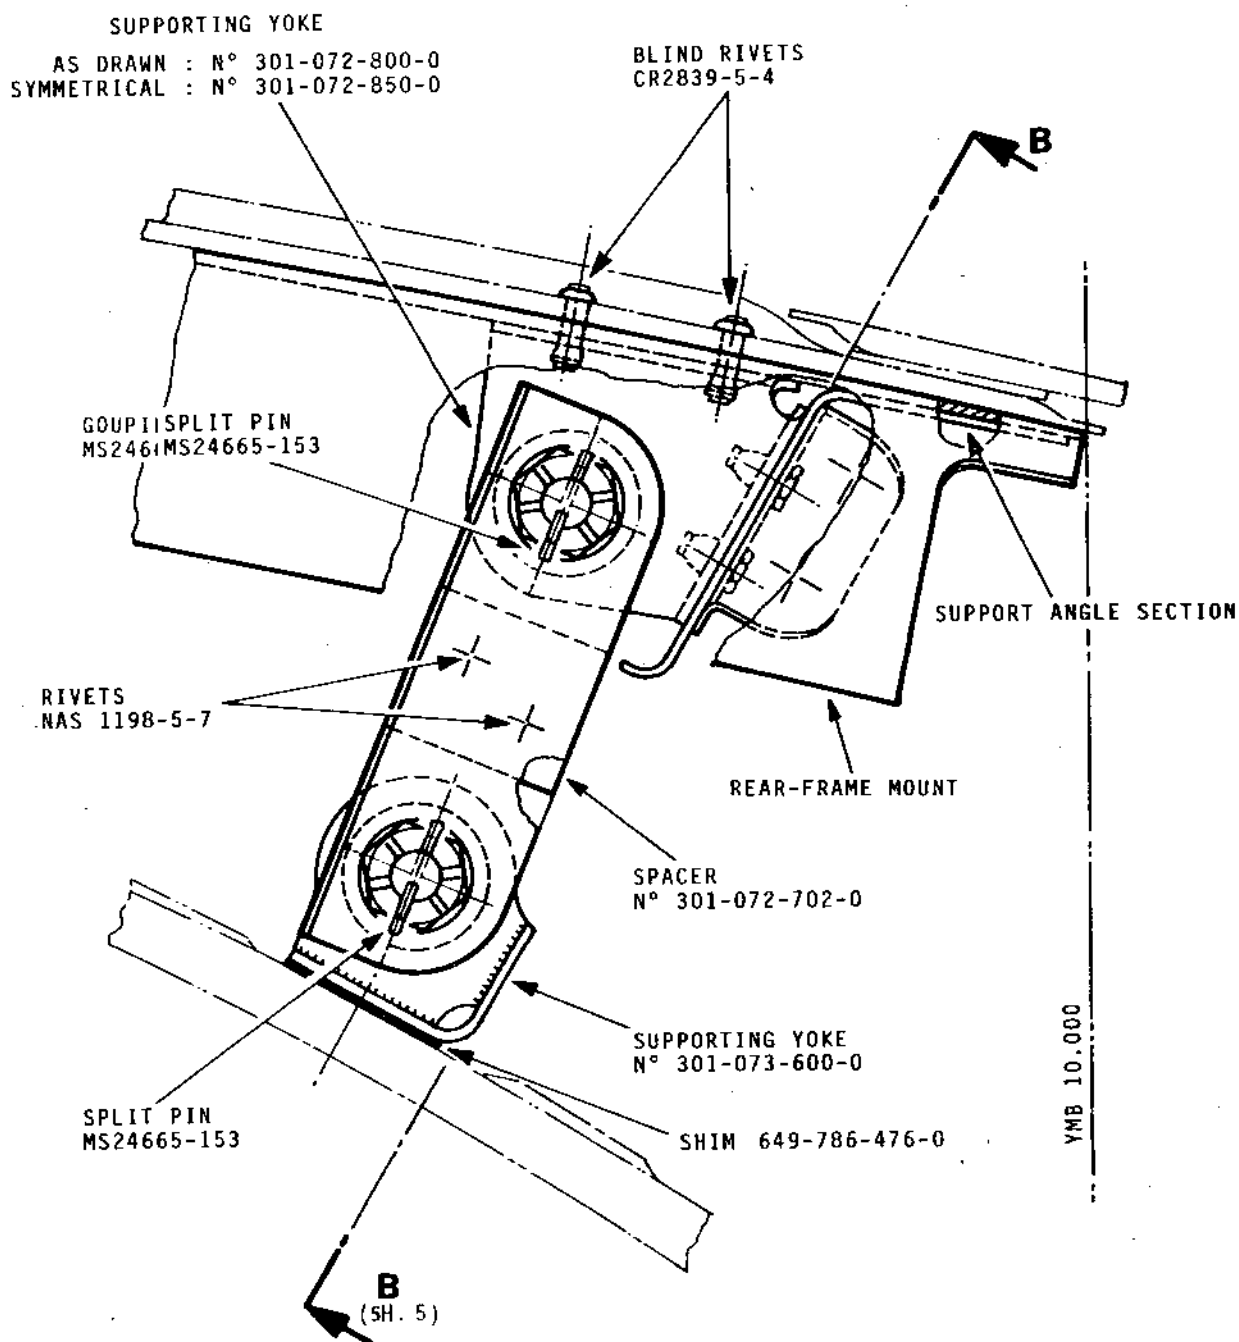 SUPPORTING YOKE
AS DRAWN : N° 301-072-800-0
SYMMETRICAL : N° 301-072-850-0
BLIND RIVETS
CR2839-5-4
B
GOUPI SPLIT PIN
MS246 MS24665-153
SUPPORT ANGLE SECTION
RIVETS
NAS 1198-5-7
REAR-FRAME MOUNT
SPACER
N° 301-072-702-0
SUPPORTING YOKE
N° 301-073-600-0
YMB 10.000
SPLIT PIN
MS24665-153
SHIM 649-786-476-0
B
(SH. 5)